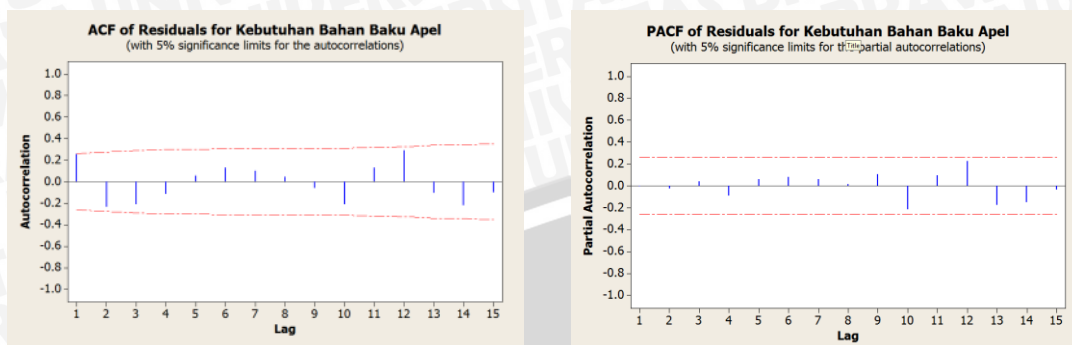 ACF of Residuals for Kebutuhan Bahan Baku Apel
(with 5% significance limits for the autocorrelations)
1.0
0.8
0.6
0.4
0.2
0.0
-0.2
-0.4
-0.6
-0.8
-1.0
Autocorrelation
1 2 3 4 5 6 7 8 9 10 11 12 13 14 15
Lag
PACF of Residuals for Kebutuhan Bahan Baku Apel
(with 5% significance limits for the partial autocorrelations)
Title
1.0
0.8
0.6
0.4
0.2
0.0
-0.2
-0.4
-0.6
-0.8
-1.0
Partial Autocorrelation
1 2 3 4 5 6 7 8 9 10 11 12 13 14 15
Lag